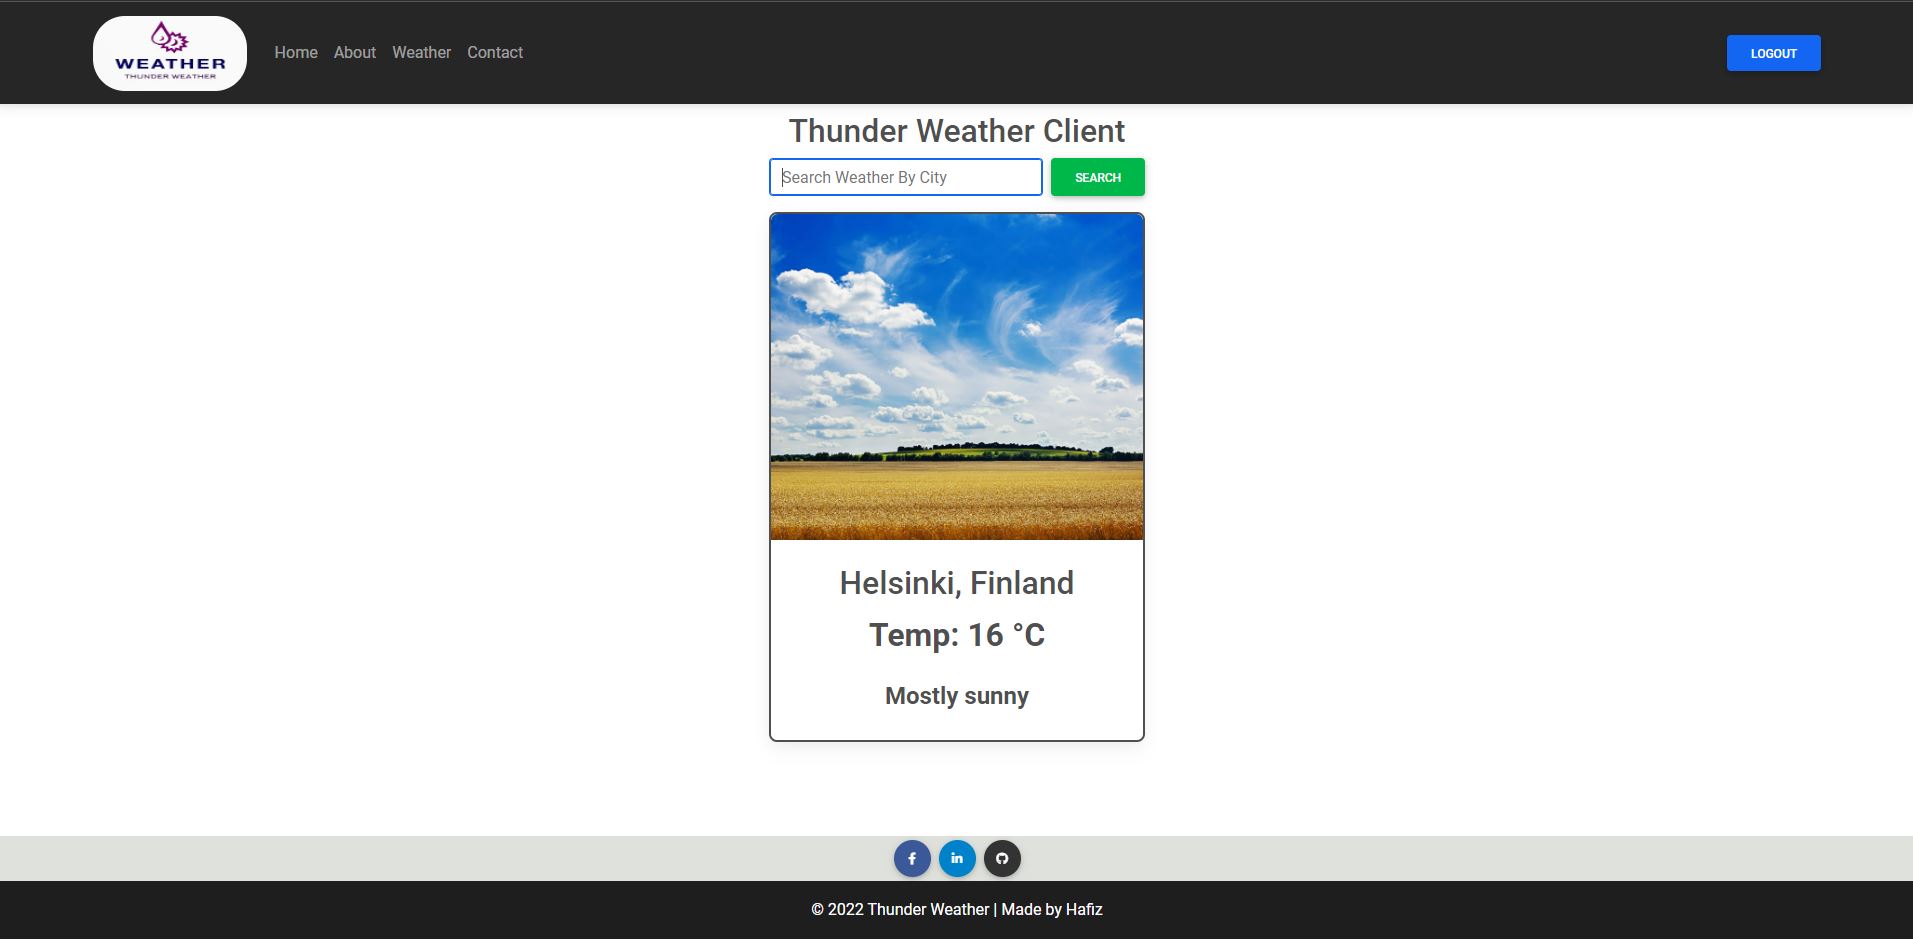 WEATHER
THUNDER WEATHER
Home About Weather Contact
LOGOUT
Thunder Weather Client
Search Weather By City
SEARCH
Helsinki, Finland
Temp: 16 °C
Mostly sunny
f in
© 2022 Thunder Weather | Made by Hafiz